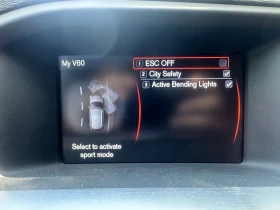 My V60
1 ESC OFF
2 City Safety
3 Active Bending Lights
Select to activate
sport mode